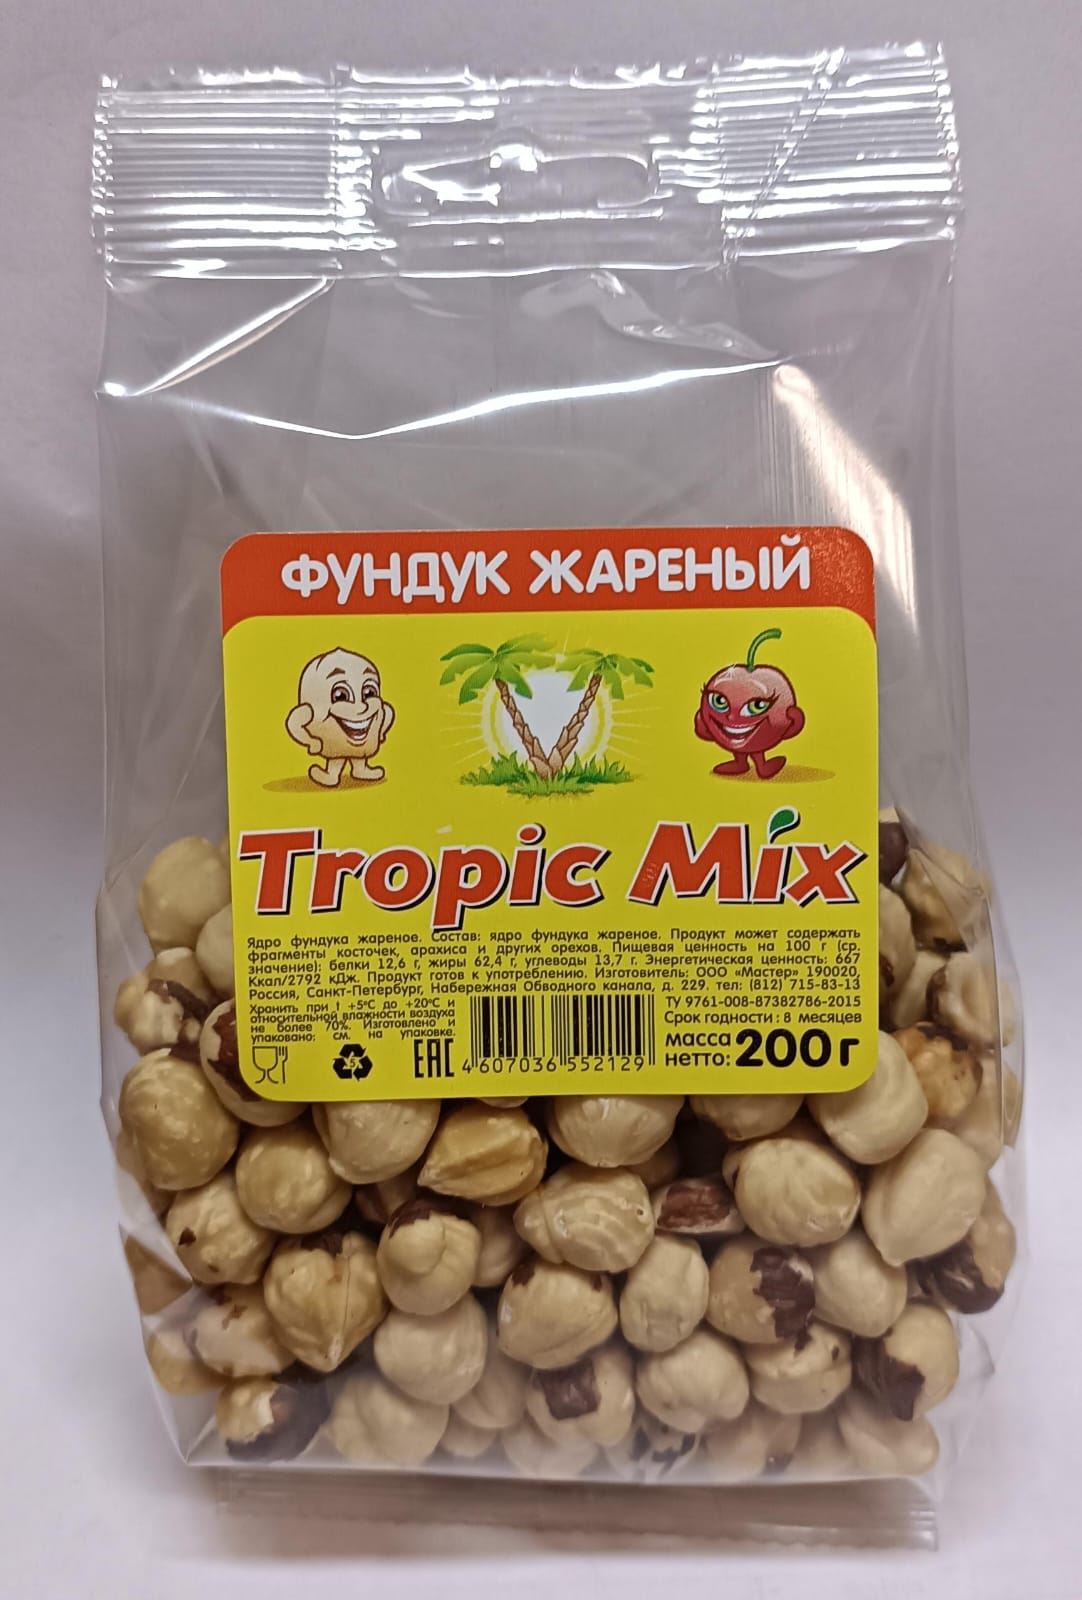 ФУНДУК ЖАРЕНЫЙ
Tropic Mix
Ядро фундука жареное. Состав: ядро фундука жареное. Продукт может содержать
фрагменты косточек, арахиса и других орехов. Пищевая ценность на 100 г (ср.
значение): белки 12,6 г, жиры 62,4 г, углеводы 13,7 г. Энергетическая ценность: 667
Ккал/2792 кДж. Продукт готов к употреблению. Изготовитель: ООО «Мастер» 190020,
Россия, Санкт-Петербург, Набережная Обводного канала, д. 229. тел: (812) 715-83-13
Хранить при t +5°С до +20°С и
относительной влажности воздуха
не более 70%. Изготовлено и
упаковано: см. на упаковке.
5
ЕАС
4 607036 552129
ТУ 9761-008-87382786-2015
Срок годности: 8 месяцев
масса
нетто: 200 г